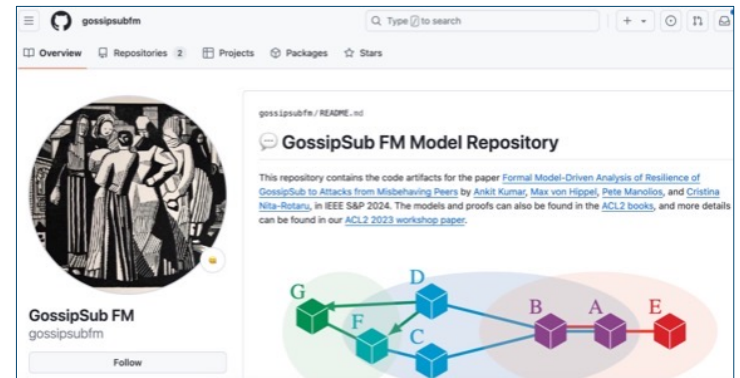 gossipsubfm
Type / to search
Overview
Repositories 2
Projects
Packages
Stars
gossipsubfm/README.md
GossipSub FM Model Repository
This repository contains the code artifacts for the paper Formal Model-Driven Analysis of Resilience of
GossipSub to Attacks from Misbehaving Peers by Ankit Kumar, Max von Hippel, Pete Manolios, and Cristina
Nita-Rotaru, in IEEE S&P 2024. The models and proofs can also be found in the ACL2 books, and more details
can be found in our ACL2 2023 workshop paper.
G
D
F
C
B
A
E
GossipSub FM
gossipsubfm
Follow